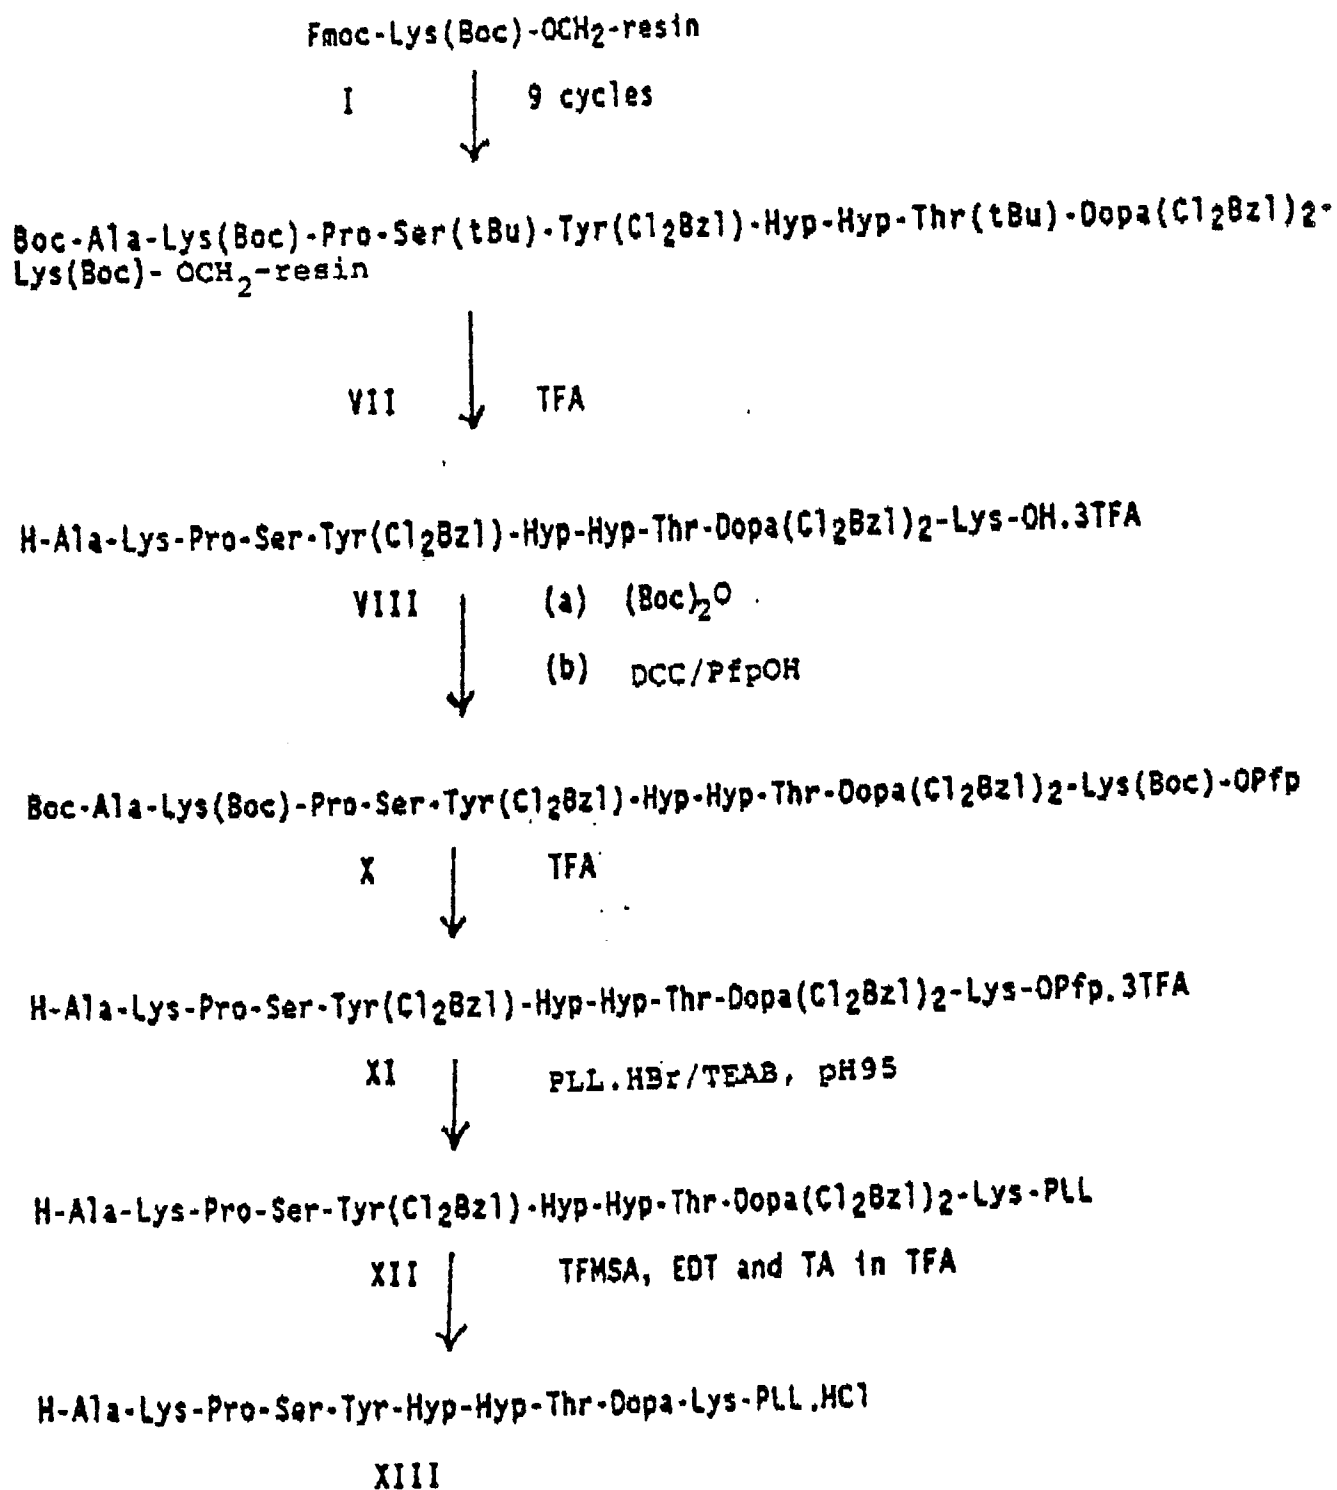 Fmoc-Lys(Boc)-OCH2-resin
I 9 cycles
Boc-Ala-Lys(Boc)-Pro-Ser(tBu)-Tyr(Cl2Bzl)-Hyp-Hyp-Thr(tBu)-Dopa(Cl2Bzl)2-
Lys(Boc)- OCH2-resin
VII TFA
H-Ala-Lys-Pro-Ser-Tyr(Cl2Bzl)-Hyp-Hyp-Thr-Dopa(Cl2Bzl)2-Lys-OH.3TFA
VIII (a) (Boc)2O
(b) DCC/PfpOH
Boc-Ala-Lys(Boc)-Pro-Ser-Tyr(Cl2Bzl)-Hyp-Hyp-Thr-Dopa(Cl2Bzl)2-Lys(Boc)-OPfp
X TFA
H-Ala-Lys-Pro-Ser-Tyr(Cl2Bzl)-Hyp-Hyp-Thr-Dopa(Cl2Bzl)2-Lys-OPfp.3TFA
XI PLL.HBr/TEAB, pH95
H-Ala-Lys-Pro-Ser-Tyr(Cl2Bzl)-Hyp-Hyp-Thr-Dopa(Cl2Bzl)2-Lys-PLL
XII TFMSA, EDT and TA in TFA
H-Ala-Lys-Pro-Ser-Tyr-Hyp-Hyp-Thr-Dopa-Lys-PLL.HCl
XIII